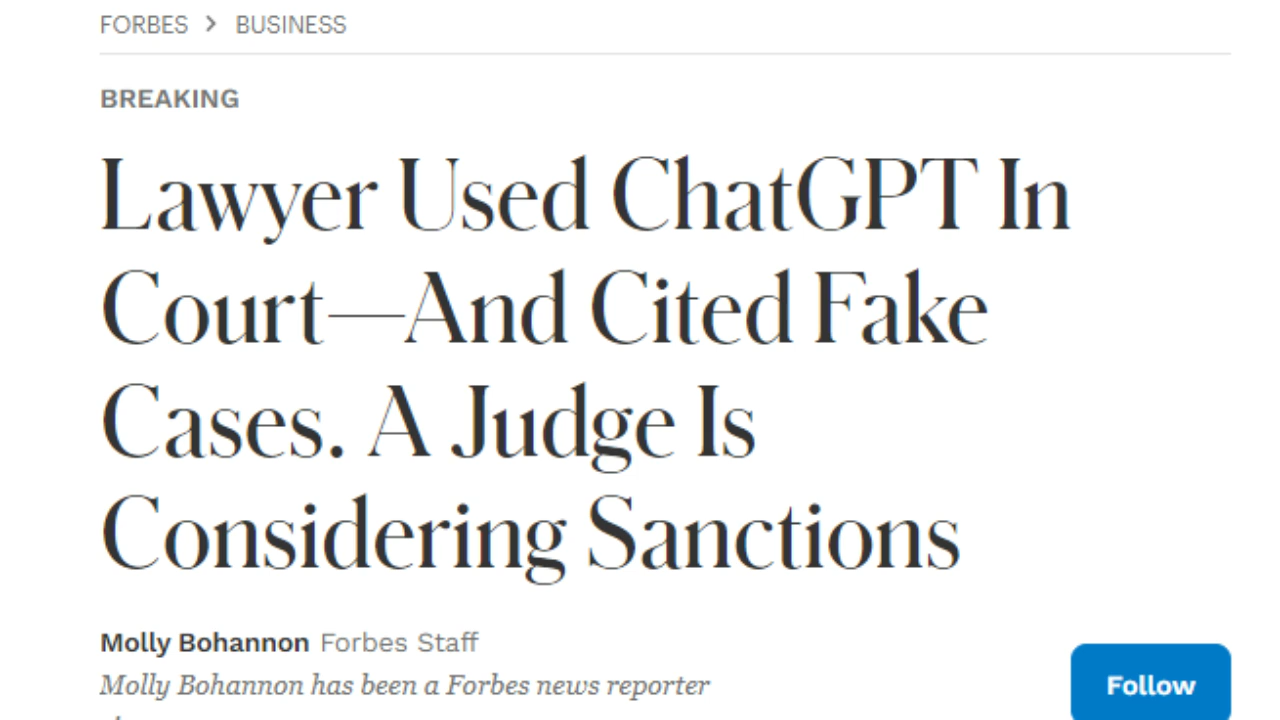 FORBES > BUSINESS
BREAKING
Lawyer Used ChatGPT In
Court—And Cited Fake
Cases. A Judge Is
Considering Sanctions
Molly Bohannon Forbes Staff
Molly Bohannon has been a Forbes news reporter
Follow